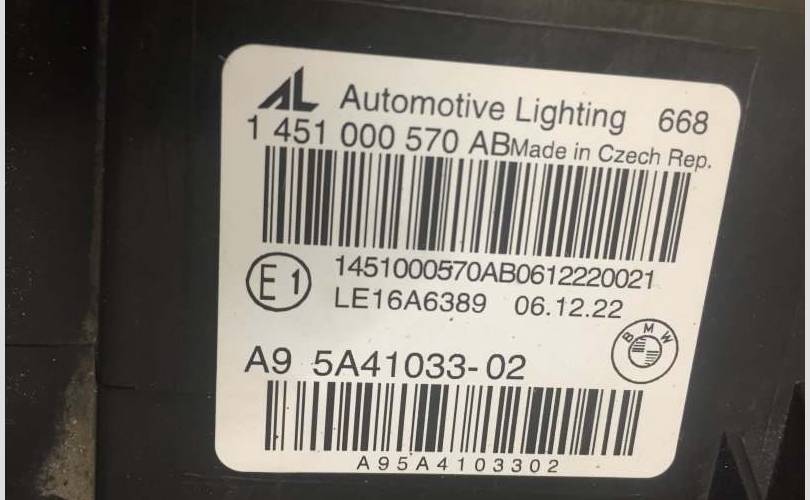 AL Automotive Lighting 668
1 451 000 570 AB Made in Czech Rep.
E1 1451000570AB0612220021
LE16A6389 06.12.22
BMW
A9 5A41033-02
A95A4103302